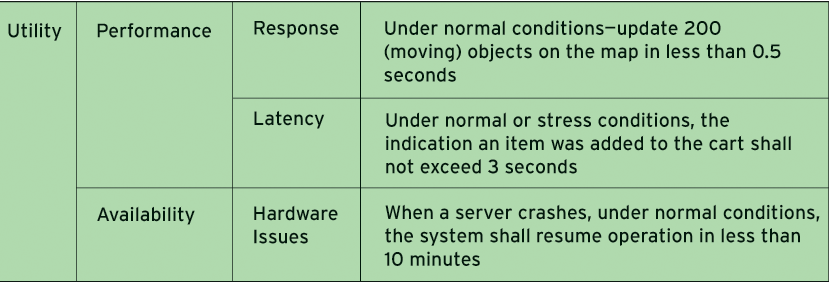 Utility
Performance
Response
Under normal conditions—update 200
(moving) objects on the map in less than 0.5
seconds
Latency
Under normal or stress conditions, the
indication an item was added to the cart shall
not exceed 3 seconds
Availability
Hardware
Issues
When a server crashes, under normal conditions,
the system shall resume operation in less than
10 minutes